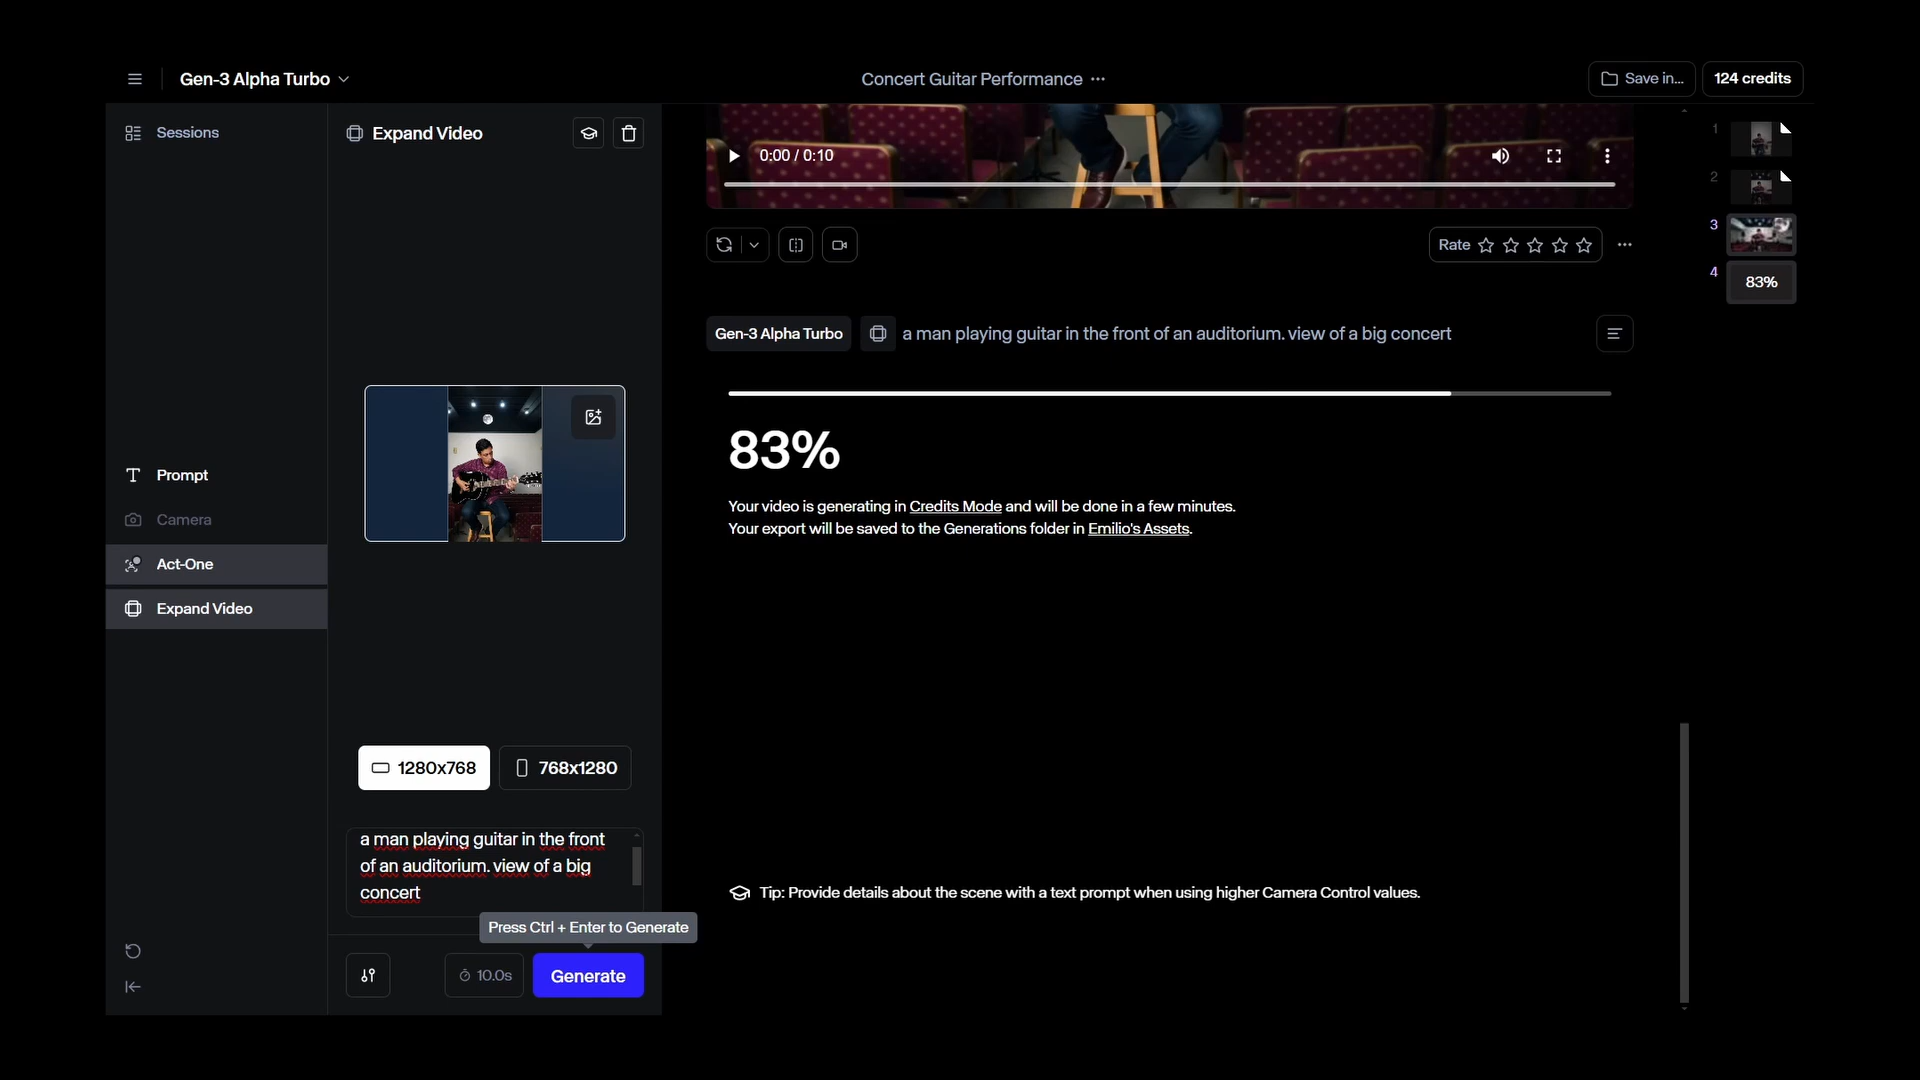 Gen-3 Alpha Turbo
Concert Guitar Performance
Save in...
124 credits
Sessions
Prompt
Camera
Act-One
Expand Video
Expand Video
1280x768
768x1280
a man playing guitar in the front
of an auditorium. view of a big
concert
Press Ctrl + Enter to Generate
10.0s
Generate
0:00 / 0:10
Rate
Gen-3 Alpha Turbo
a man playing guitar in the front of an auditorium. view of a big concert
83%
Your video is generating in Credits Mode and will be done in a few minutes.
Your export will be saved to the Generations folder in Emilio's Assets.
Tip: Provide details about the scene with a text prompt when using higher Camera Control values.
1
2
3
4
83%